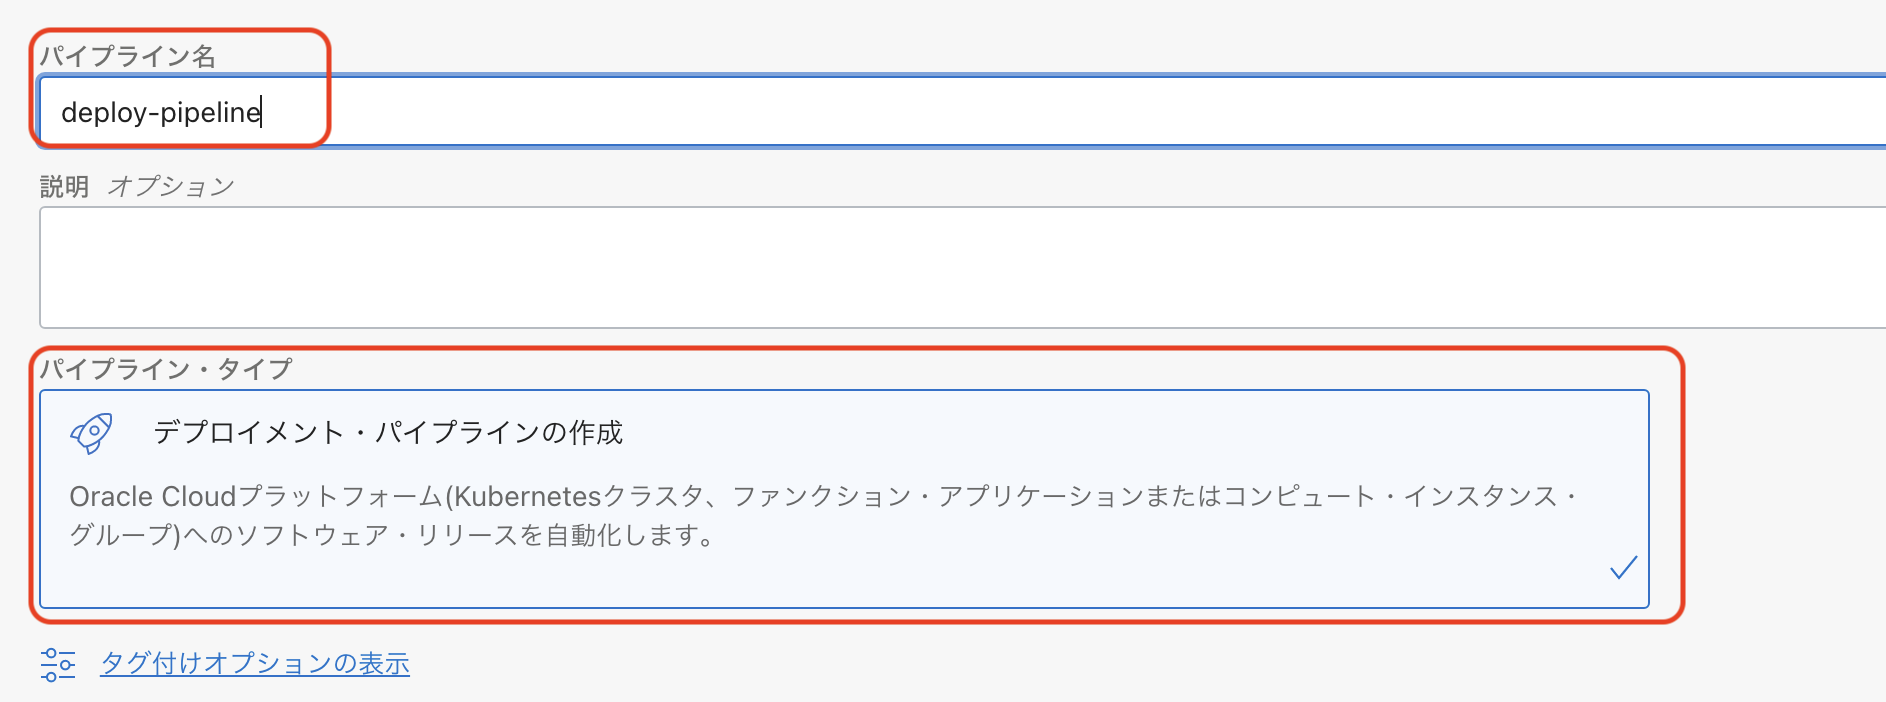 パイプライン名
deploy-pipeline
説明 オプション
パイプライン・タイプ
デプロイメント・パイプラインの作成
Oracle Cloudプラットフォーム(Kubernetesクラスタ、ファンクション・アプリケーションまたはコンピュート・インスタンス・
グループ)へのソフトウェア・リリースを自動化します。
タグ付けオプションの表示